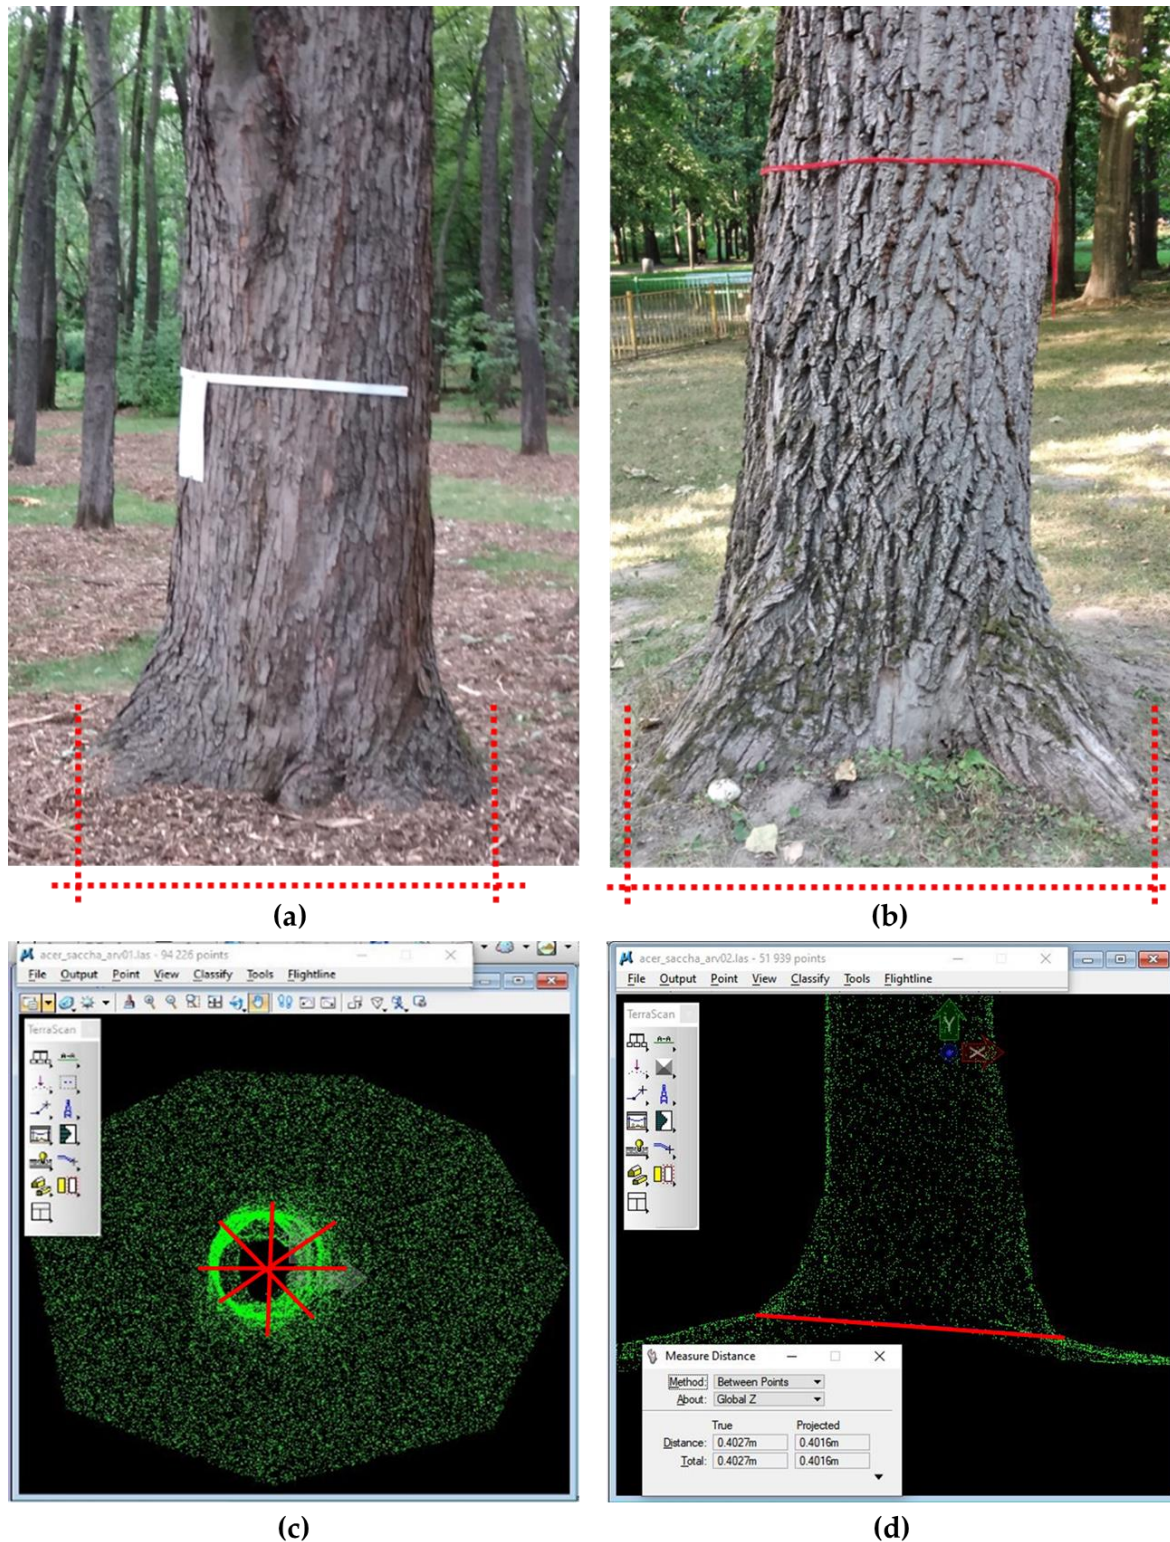 (a)
(b)
acer_saccha_arv01.las - 94 226 points
File Output Point View Classify Tools Flightline
TerraScan
(c)
acer_saccha_arv02.las - 51 939 points
File Output Point View Classify Tools Flightline
TerraScan
A-A
Y
X
Measure Distance
Method: Between Points
About: Global Z
True Projected
Distance: 0.4027m 0.4016m
Total: 0.4027m 0.4016m
(d)